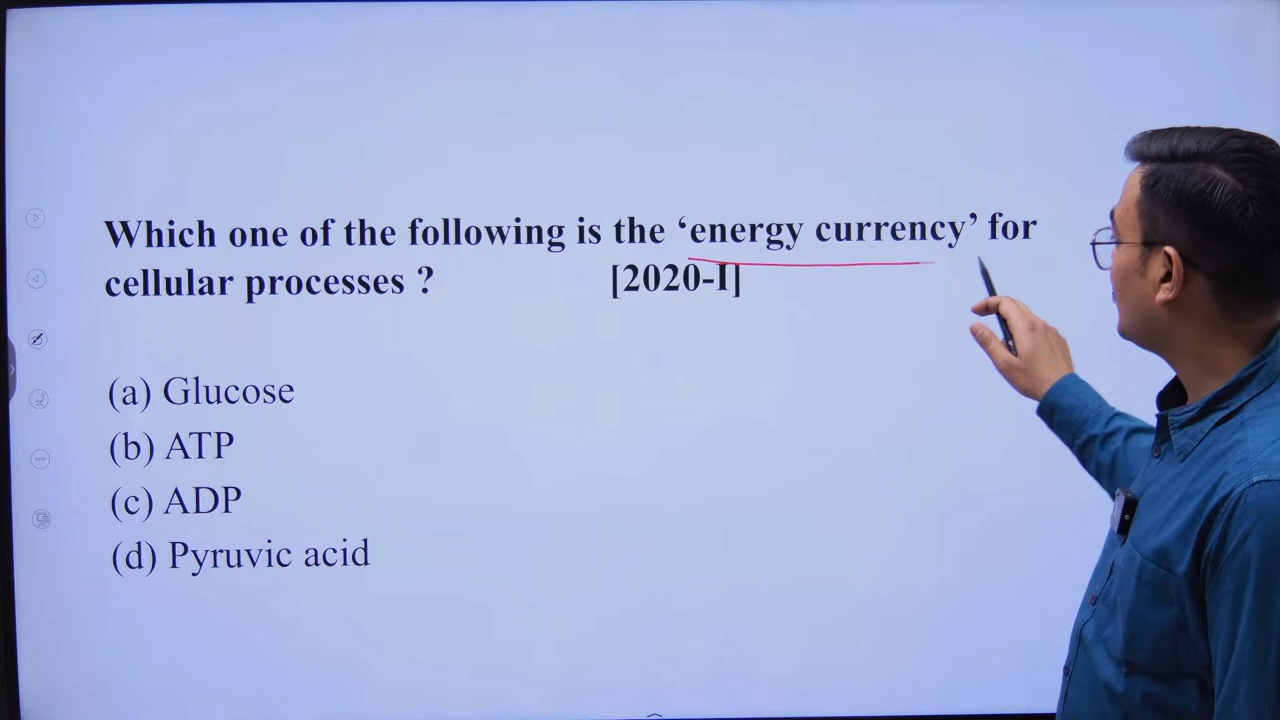 Which one of the following is the ‘energy currency’ for
cellular processes ? [2020-I]
(a) Glucose
(b) ATP
(c) ADP
(d) Pyruvic acid